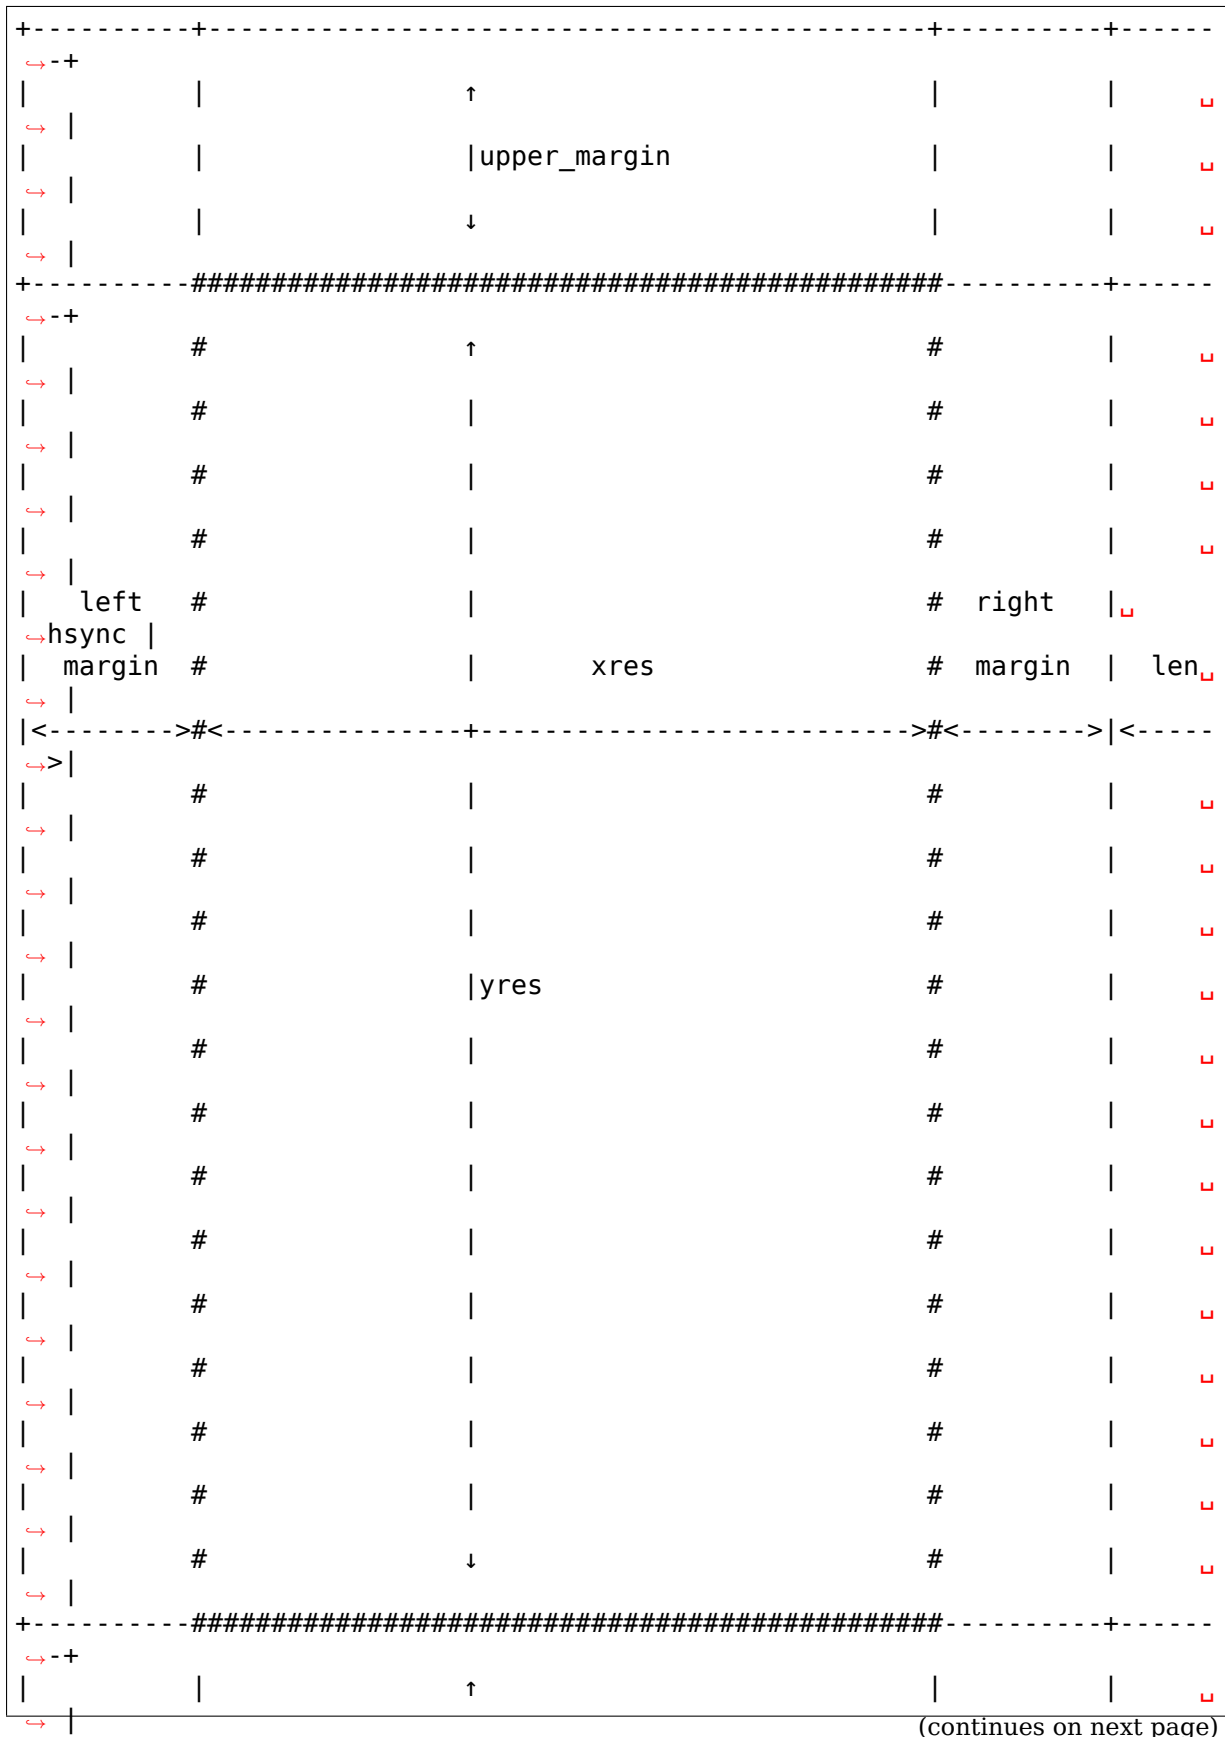 +----------+---------------------------------------------+----------+------
↪-+
|          |                ↑                            |          |     ␣
↪ |
|          |                |upper_margin                |          |     ␣
↪ |
|          |                ↓                            |          |     ␣
↪ |
+----------###############################################----------+------
↪-+
|          #                ↑                            #          |     ␣
↪ |
|          #                |                            #          |     ␣
↪ |
|          #                |                            #          |     ␣
↪ |
|          #                |                            #          |     ␣
↪ |
|   left   #                |                            #  right   |␣
↪hsync |
|  margin  #                |       xres                 #  margin  |  len␣
↪ |
|<-------->#<---------------+--------------------------->#<-------->|<-----
↪>|
|          #                |                            #          |     ␣
↪ |
|          #                |                            #          |     ␣
↪ |
|          #                |                            #          |     ␣
↪ |
|          #                |yres                        #          |     ␣
↪ |
|          #                |                            #          |     ␣
↪ |
|          #                |                            #          |     ␣
↪ |
|          #                |                            #          |     ␣
↪ |
|          #                |                            #          |     ␣
↪ |
|          #                |                            #          |     ␣
↪ |
|          #                |                            #          |     ␣
↪ |
|          #                |                            #          |     ␣
↪ |
|          #                |                            #          |     ␣
↪ |
|          #                ↓                            #          |     ␣
↪ |
+----------###############################################----------+------
↪-+
|          |                ↑                            |          |     ␣
↪ |
(continues on next page)